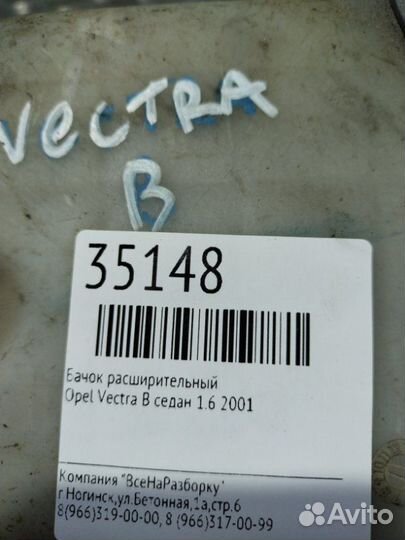 VECTRA
B
35148
Бачок расширительный
Opel Vectra B седан 1.6 2001
Компания "ВсеНаРазборку"
г Ногинск,ул.Бетонная,1а,стр.6
8(966)319-00-00, 8 (966)317-00-99
Avito